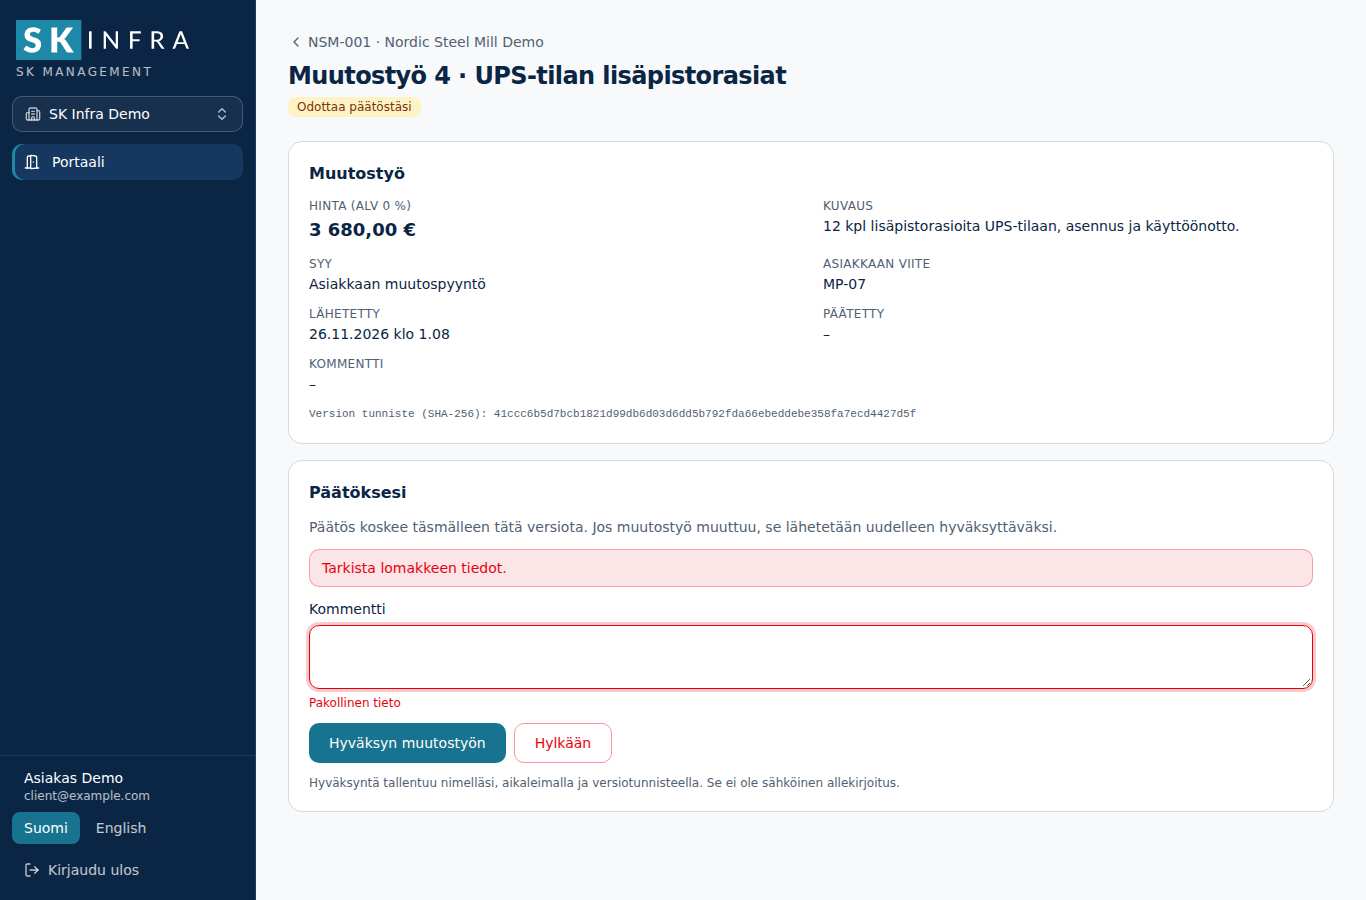 SK INFRA
SK MANAGEMENT
SK Infra Demo
Portaali
Asiakas Demo
client@example.com
Suomi English
Kirjaudu ulos
NSM-001 · Nordic Steel Mill Demo
Muutostyö 4 · UPS-tilan lisäpistorasiat
Odottaa päätöstäsi
Muutostyö
HINTA (ALV 0 %)
3 680,00 €
KUVAUS
12 kpl lisäpistorasioita UPS-tilaan, asennus ja käyttöönotto.
SYY
Asiakkaan muutospyyntö
ASIAKKAAN VIITE
MP-07
LÄHETETTY
26.11.2026 klo 1.08
PÄÄTETTY
–
KOMMENTTI
–
Version tunniste (SHA-256): 41ccc6b5d7bcb1821d99db6d03d6dd5b792fda66ebeddebe358fa7ecd4427d5f
Päätöksesi
Päätös koskee täsmälleen tätä versiota. Jos muutostyö muuttuu, se lähetetään uudelleen hyväksyttäväksi.
Tarkista lomakkeen tiedot.
Kommentti
Pakollinen tieto
Hyväksyn muutostyön Hylkään
Hyväksyntä tallentuu nimelläsi, aikaleimalla ja versiotunnisteella. Se ei ole sähköinen allekirjoitus.